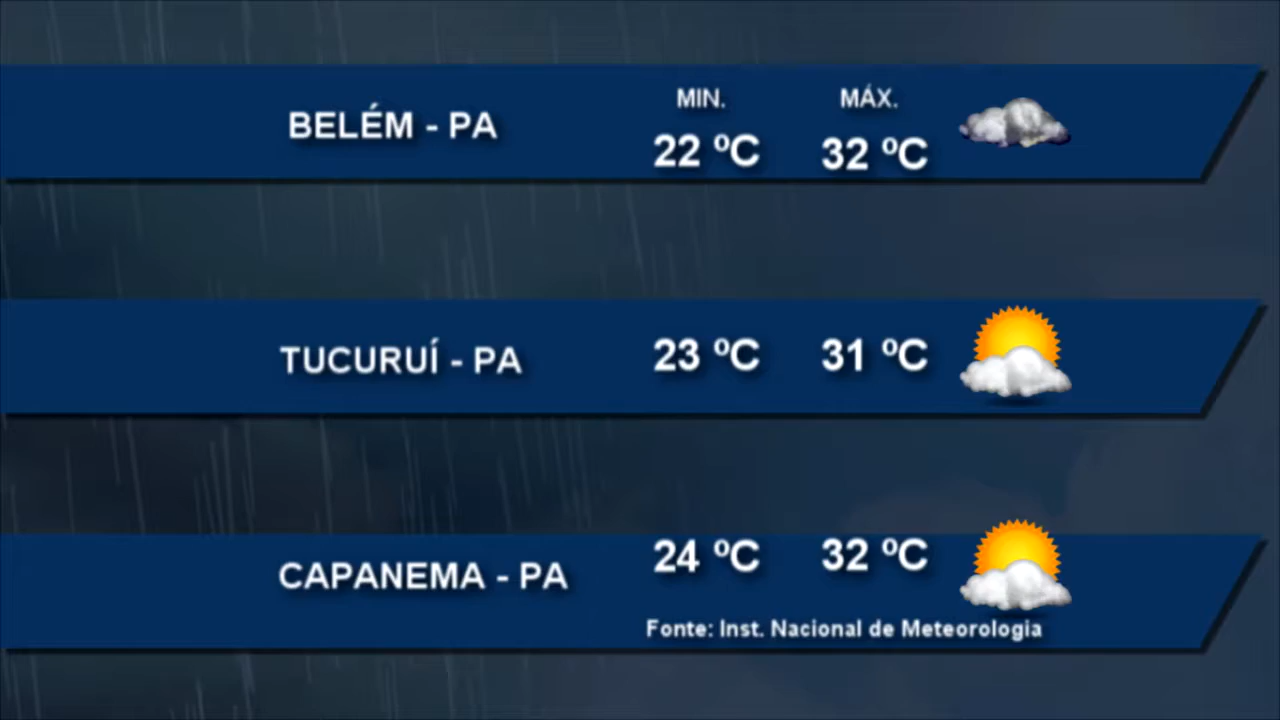 MIN. MÁX.
BELÉM - PA 22 ºC 32 ºC
TUCURUÍ - PA 23 ºC 31 ºC
CAPANEMA - PA 24 ºC 32 ºC
Fonte: Inst. Nacional de Meteorologia